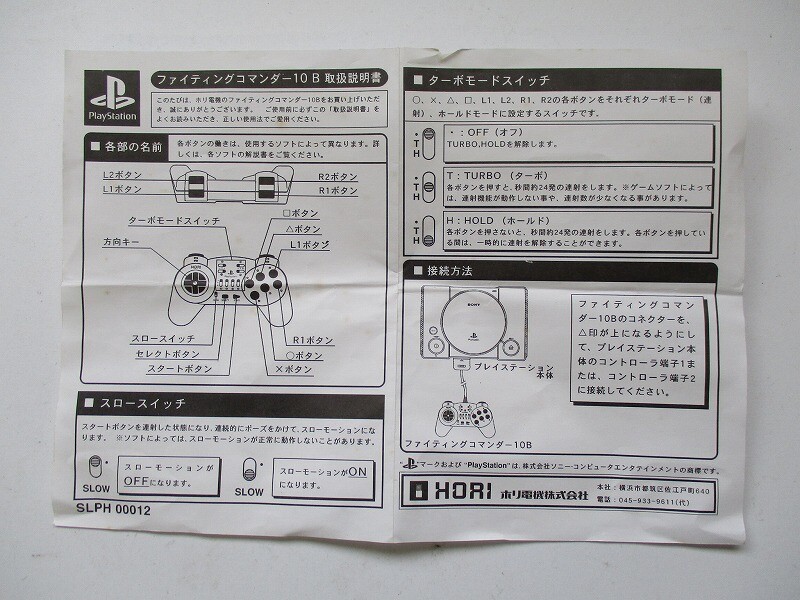 PlayStation
ファイティングコマンダー10 B 取扱説明書
このたびは、ホリ電機のファイティングコマンダー10Bをお買い上げいただ
き、誠にありがとうございます。 ご使用前に必ずこの「取扱説明書」を
よくお読みいただき、正しい使用法でご愛用ください。
■ 各部の名前
各ボタンの働きは、使用するソフトによって異なります。詳
しくは、各ソフトの解説書をご覧ください。
L2ボタン
R2ボタン
L1ボタン
R1ボタン
ターボモードスイッチ
□ボタン
△ボタン
方向キー
L1ボタン
HORI
スロースイッチ
R1ボタン
セレクトボタン
○ボタン
スタートボタン
×ボタン
■ スロースイッチ
スタートボタンを連射した状態になり、連続的にポーズをかけて、スローモーションにな
ります。 ※ソフトによっては、スローモーションが正常に動作しないことがあります。
SLOW
スローモーションが
OFFになります。
SLOW
スローモーションがON
になります。
SLPH 00012
■ ターボモードスイッチ
○、×、△、□、L1、L2、R1、R2の各ボタンをそれぞれターボモード（連
射）、ホールドモードに設定するスイッチです。
・TH
・：OFF（オフ）
TURBO,HOLDを解除します。
・TH
T：TURBO （ターボ）
各ボタンを押すと、秒間約24発の連射をします。※ゲームソフトによって
は、連射機能が動作しない事や、連射数が少なくなる事があります。
・TH
H：HOLD （ホールド）
各ボタンを押さないと、秒間約24発の連射をします。各ボタンを押してい
る間は、一時的に連射を解除することができます。
■ 接続方法
SONY
プレイステーション
本体
ファイティングコマンダー10B
ファイティングコマン
ダー10Bのコネクターを、
△印が上になるようにし
て、プレイステーション本
体のコントローラ端子1ま
たは、コントローラ端子2
に接続してください。
"マークおよび "PlayStation" は、株式会社ソニー・コンピュータエンタテインメントの商標です。
HORI ホリ電機株式会社
本社：横浜市都筑区佐江戸町640
電話：045-933-9611(代)